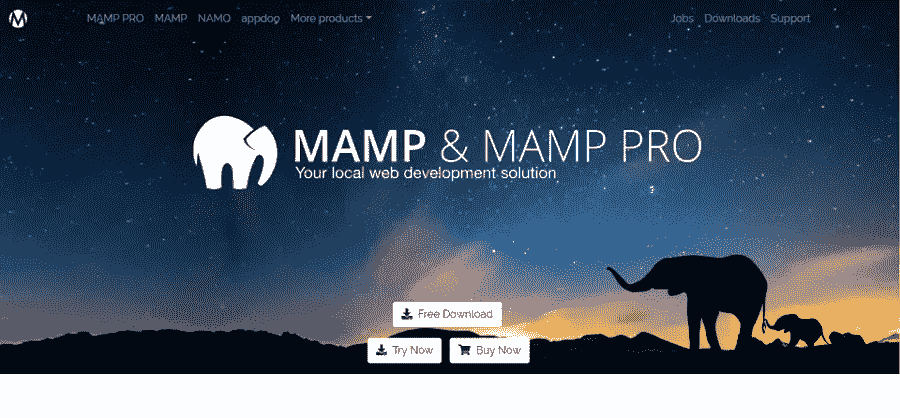 MAMP PRO MAMP NAMO appdoo More products Jobs Downloads Support
MAMP & MAMP PRO
Your local web development solution
Free Download
Try Now Buy Now